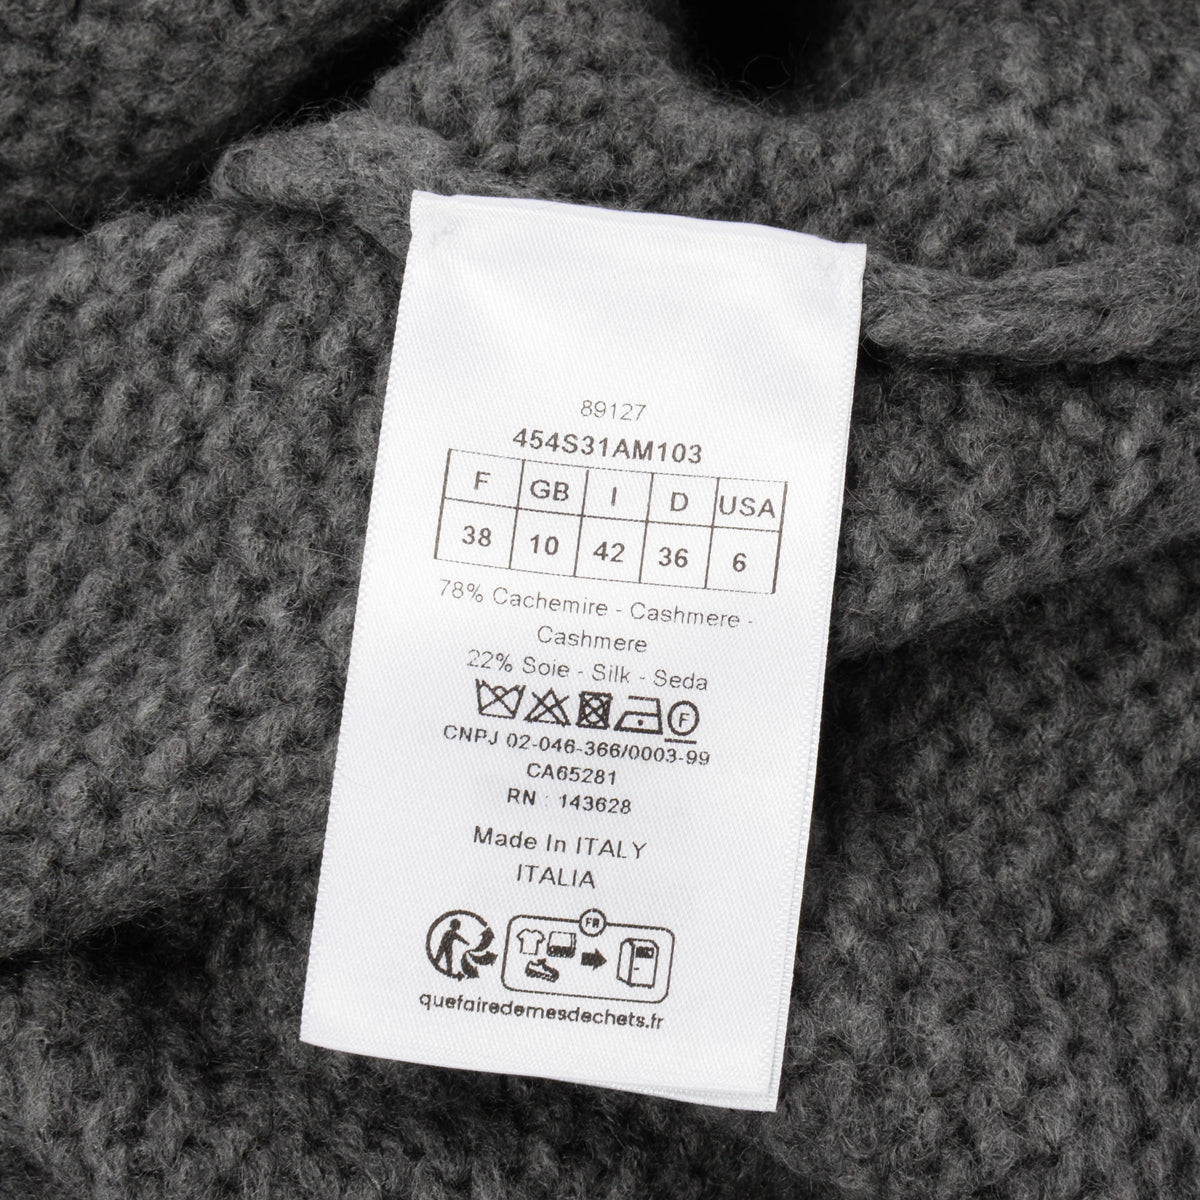 89127
454S31AM103
F GB I D USA
38 10 42 36 6
78% Cachemire - Cashmere -
Cashmere
22% Soie - Silk - Seda
F
CNPJ 02-046-366/0003-99
CA65281
RN : 143628
Made In ITALY
ITALIA
FR
quefairedemesdechets.fr